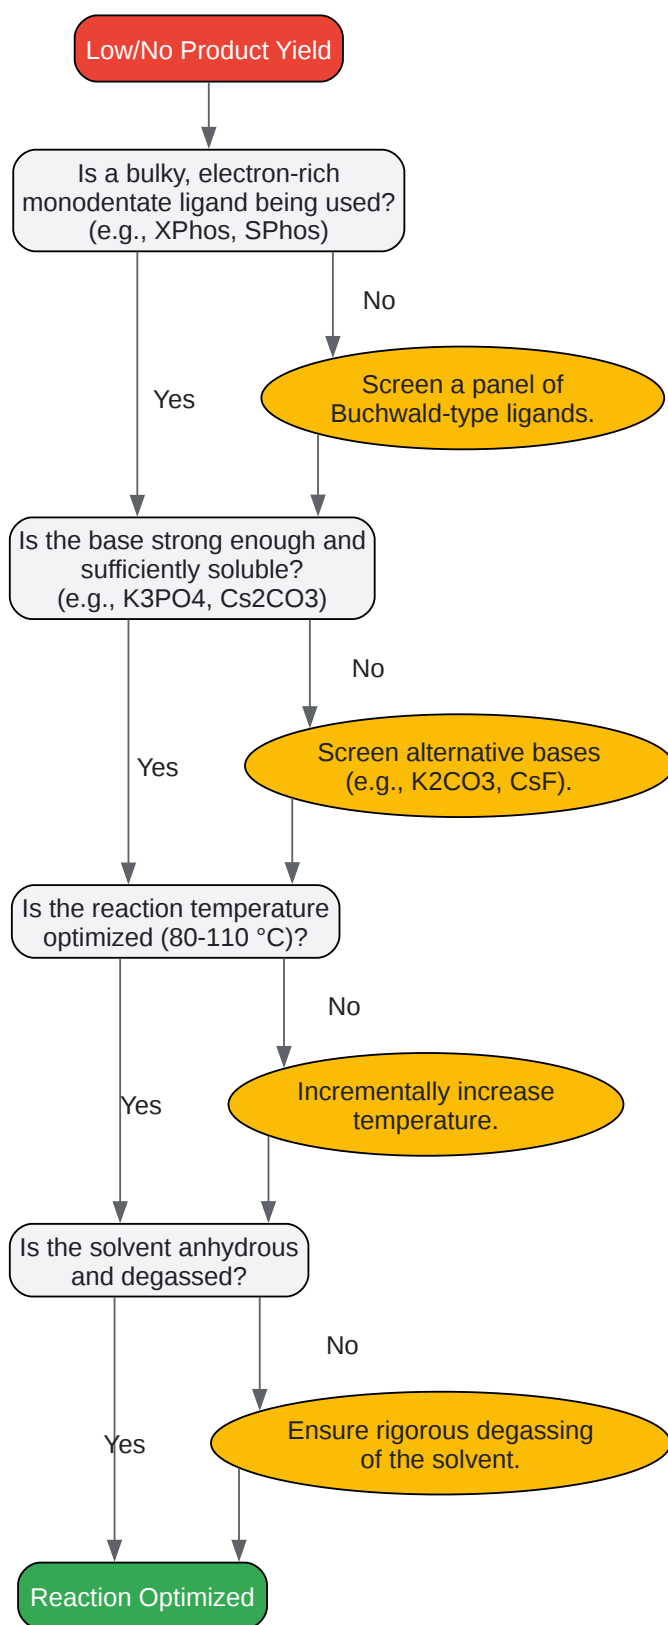 Low/No Product Yield
Is a bulky, electron-rich
monodentate ligand being used?
(e.g., XPhos, SPhos)
No
Yes
Screen a panel of
Buchwald-type ligands.
Is the base strong enough and
sufficiently soluble?
(e.g., K3PO4, Cs2CO3)
No
Yes
Screen alternative bases
(e.g., K2CO3, CsF).
Is the reaction temperature
optimized (80-110 °C)?
No
Yes
Incrementally increase
temperature.
Is the solvent anhydrous
and degassed?
No
Yes
Ensure rigorous degassing
of the solvent.
Reaction Optimized